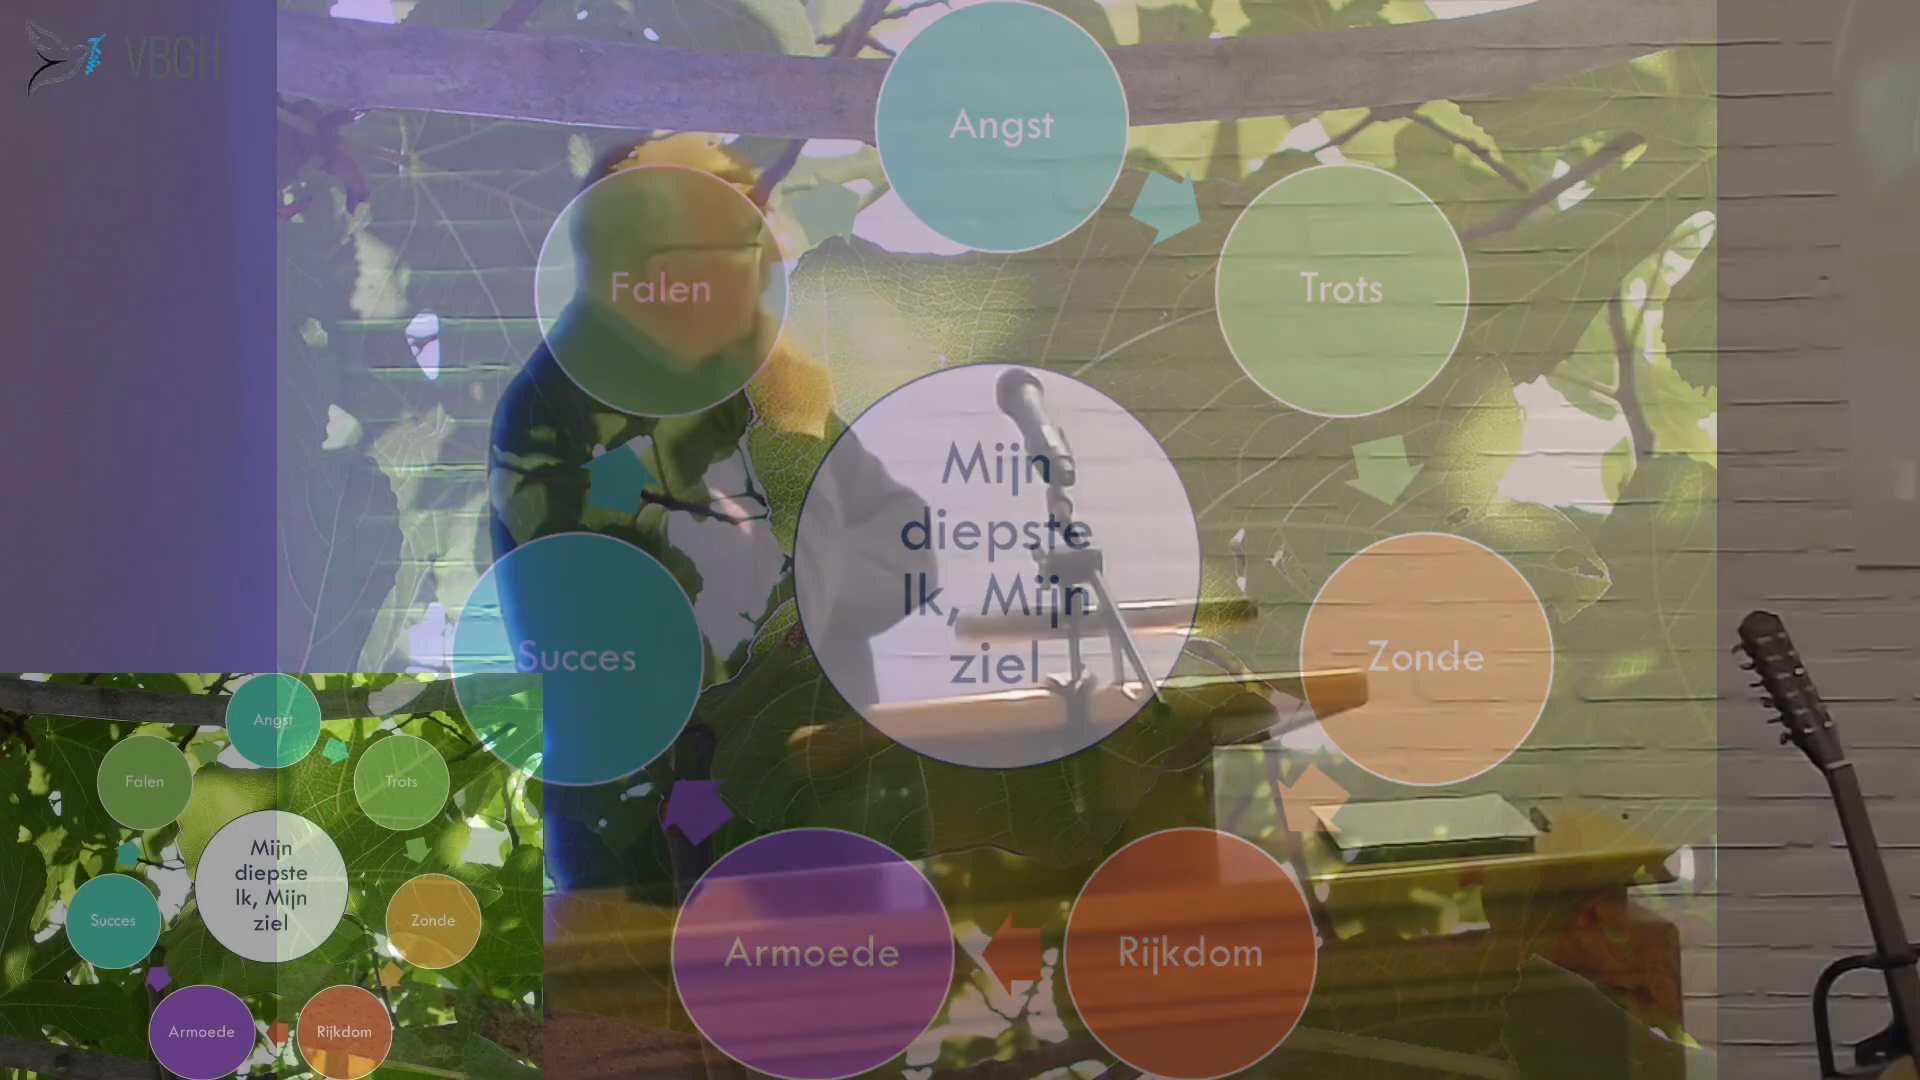 VBGH
Angst
Falen
Trots
Mijn
diepste
Ik, Mijn
ziel
Succes
Zonde
Armoede
Rijkdom
Angst
Falen
Trots
Mijn
diepste
Ik, Mijn
ziel
Succes
Zonde
Armoede
Rijkdom